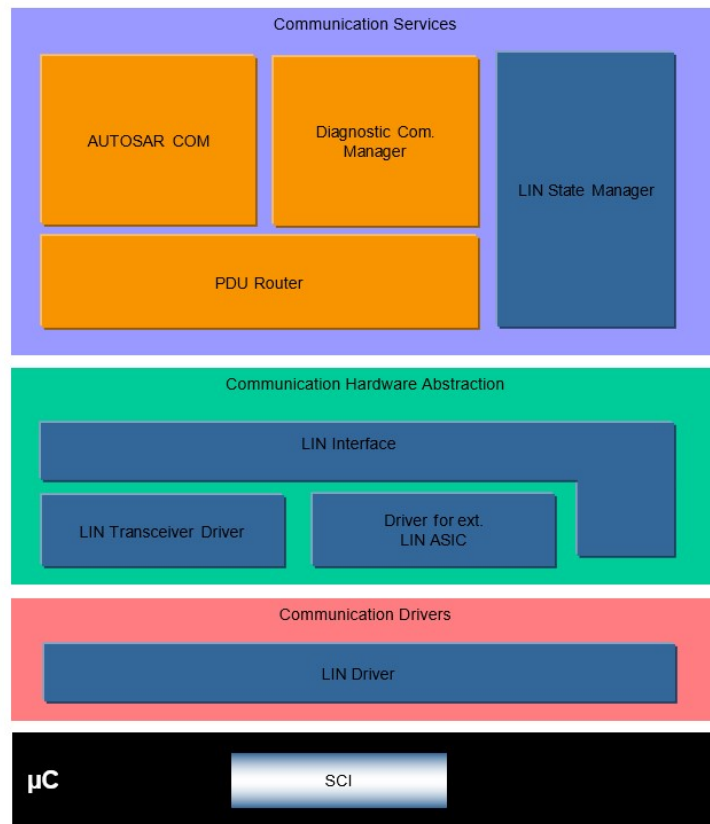 Communication Services
AUTOSAR COM
Diagnostic Com.
Manager
LIN State Manager
PDU Router
Communication Hardware Abstraction
LIN Interface
LIN Transceiver Driver
Driver for ext.
LIN ASIC
Communication Drivers
LIN Driver
µC
SCI